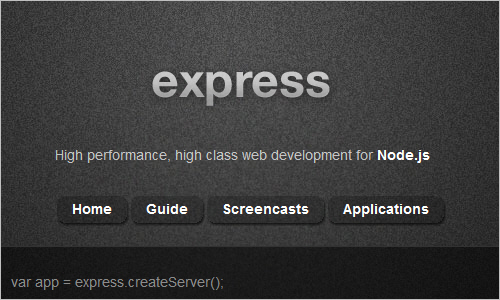 express
High performance, high class web development for Node.js
Home Guide Screencasts Applications
var app = express.createServer();